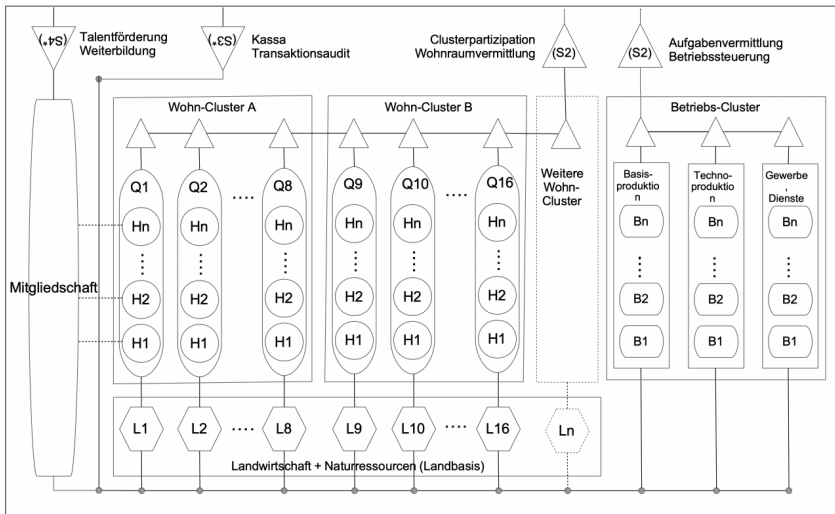 (S4*)
Talentförderung
Weiterbildung
(S3*)
Kassa
Transaktionsaudit
Clusterpartizipation
Wohnraumvermittlung
(S2)
(S2)
Aufgabenvermittlung
Betriebssteuerung
Wohn-Cluster A
Wohn-Cluster B
Betriebs-Cluster
Q1
Q2
....
Q8
Q9
Q10
....
Q16
Weitere
Wohn-
Cluster
Basis-
produktio
n
Techno-
produktio
n
Gewerbe
,
Dienste
Hn
Hn
Hn
Hn
Hn
Hn
Bn
Bn
Bn
Mitgliedschaft
H2
H2
H2
H2
H2
H2
B2
B2
B2
H1
H1
H1
H1
H1
H1
B1
B1
B1
L1
L2
....
L8
L9
L10
....
L16
Ln
Landwirtschaft + Naturressourcen (Landbasis)